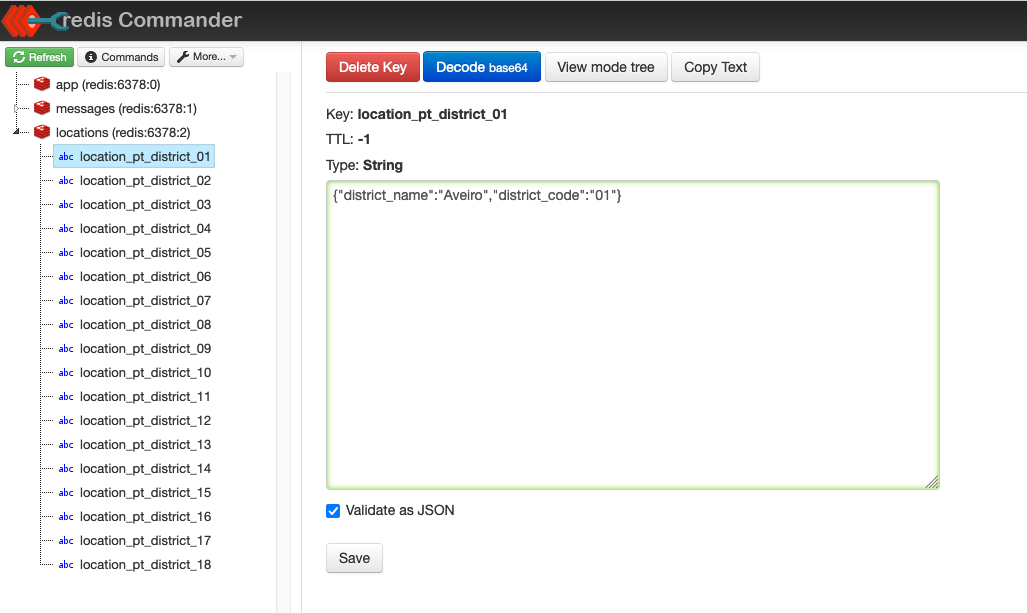 redis Commander
Refresh Commands More...
app (redis:6378:0)
messages (redis:6378:1)
locations (redis:6378:2)
abc location_pt_district_01
abc location_pt_district_02
abc location_pt_district_03
abc location_pt_district_04
abc location_pt_district_05
abc location_pt_district_06
abc location_pt_district_07
abc location_pt_district_08
abc location_pt_district_09
abc location_pt_district_10
abc location_pt_district_11
abc location_pt_district_12
abc location_pt_district_13
abc location_pt_district_14
abc location_pt_district_15
abc location_pt_district_16
abc location_pt_district_17
abc location_pt_district_18
Delete Key Decode base64 View mode tree Copy Text
Key: location_pt_district_01
TTL: -1
Type: String
{"district_name":"Aveiro","district_code":"01"}
Validate as JSON
Save